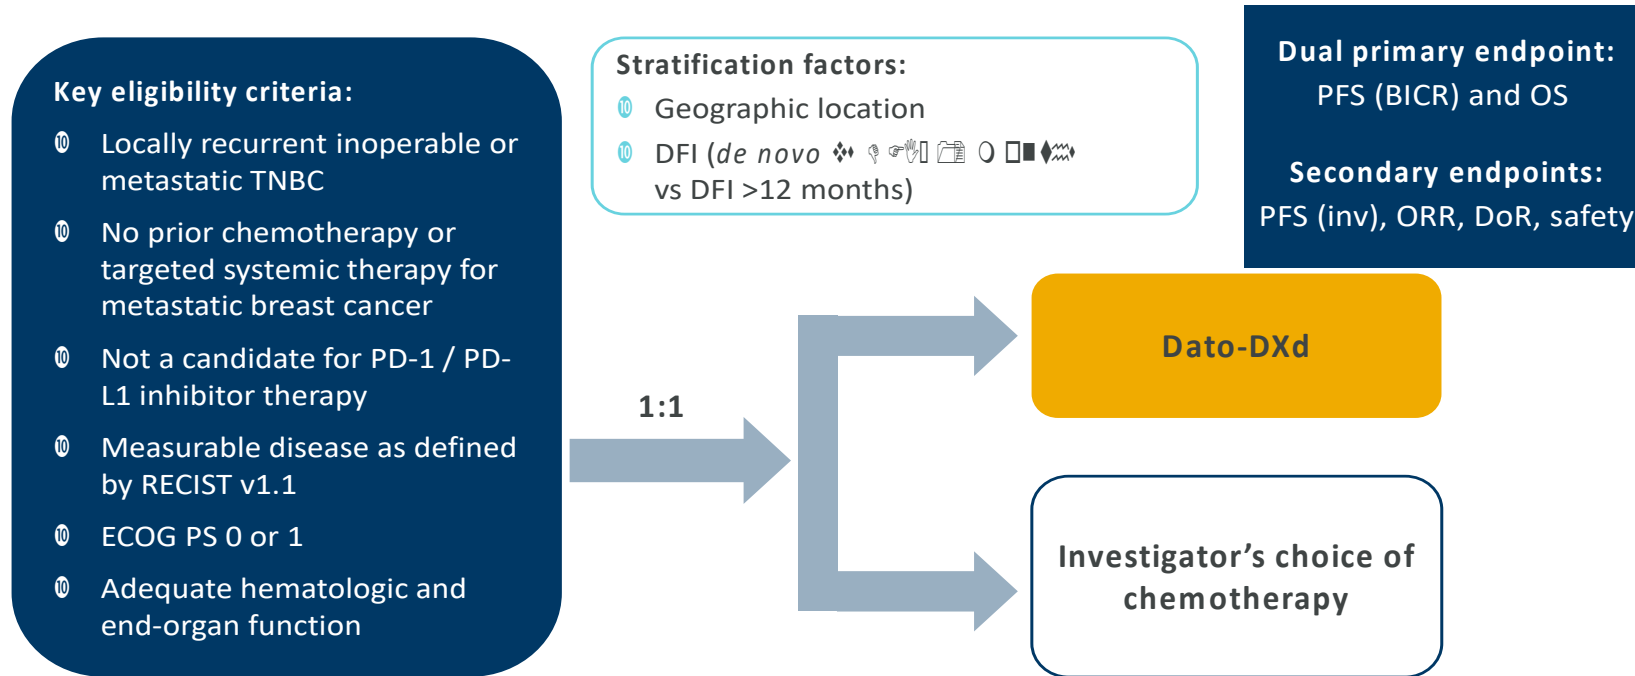 Key eligibility criteria:
Locally recurrent inoperable or
metastatic TNBC
No prior chemotherapy or
targeted systemic therapy for
metastatic breast cancer
Not a candidate for PD-1 / PD-
L1 inhibitor therapy
Measurable disease as defined
by RECIST v1.1
ECOG PS 0 or 1
Adequate hematologic and
end-organ function
Stratification factors:
Geographic location
DFI (de novo
vs DFI >12 months)
Dual primary endpoint:
PFS (BICR) and OS
Secondary endpoints:
PFS (inv), ORR, DoR, safety
1:1
Dato-DXd
Investigator’s choice of
chemotherapy